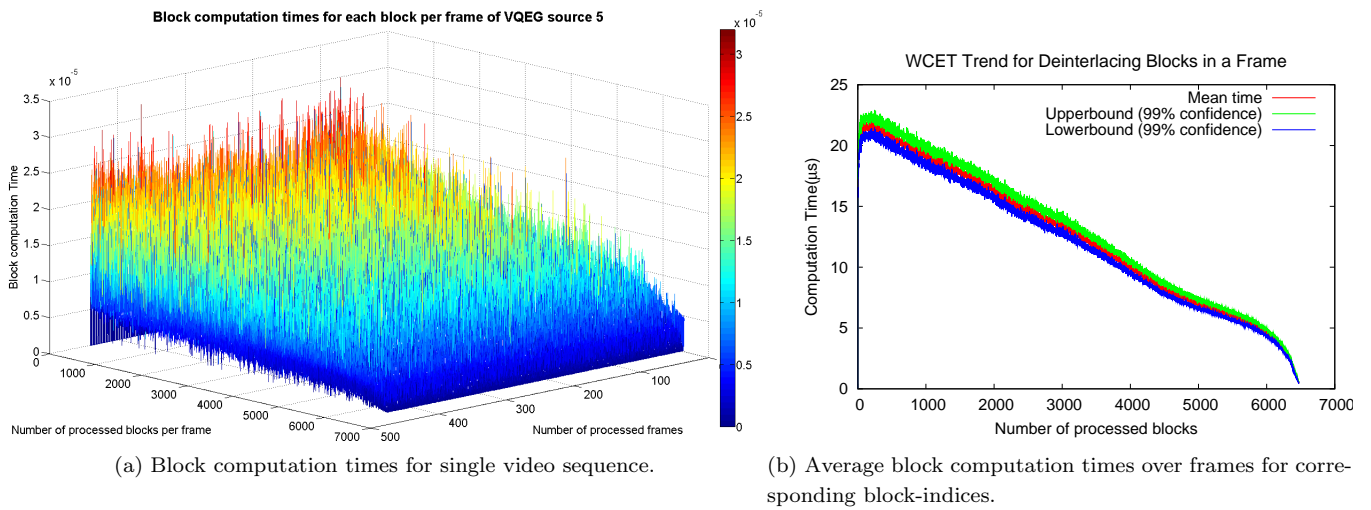 Block computation times for each block per frame of VQEG source 5
x 10⁻⁵
3.5
3
2.5
2
1.5
1
0.5
0
Block computation Time
0
1000
2000
3000
4000
5000
6000
7000
Number of processed blocks per frame
500
400
300
200
100
Number of processed frames
x 10⁻⁵
3
2.5
2
1.5
1
0.5
0
(a) Block computation times for single video sequence.
WCET Trend for Deinterlacing Blocks in a Frame
Mean time
Upperbound (99% confidence)
Lowerbound (99% confidence)
25
20
15
10
5
0
Computation Time(μs)
0 1000 2000 3000 4000 5000 6000 7000
Number of processed blocks
(b) Average block computation times over frames for corre-
sponding block-indices.